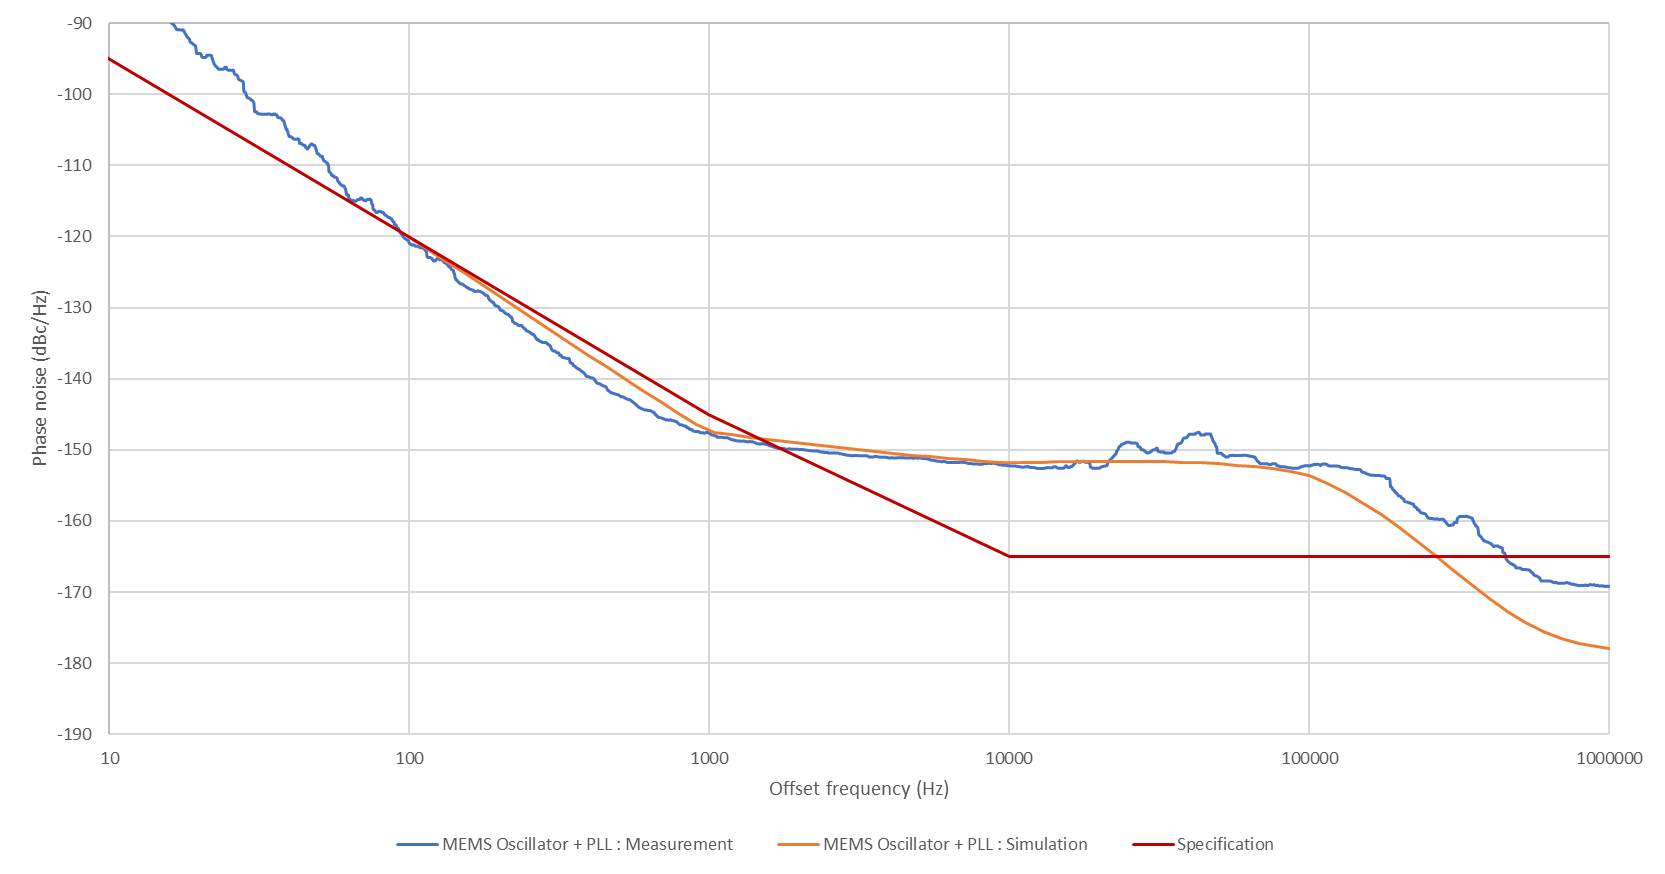 -90
-100
-110
-120
-130
-140
-150
-160
-170
-180
-190
Phase noise (dBc/Hz)
10 100 1000 10000 100000 1000000
Offset frequency (Hz)
MEMS Oscillator + PLL : Measurement MEMS Oscillator + PLL : Simulation Specification